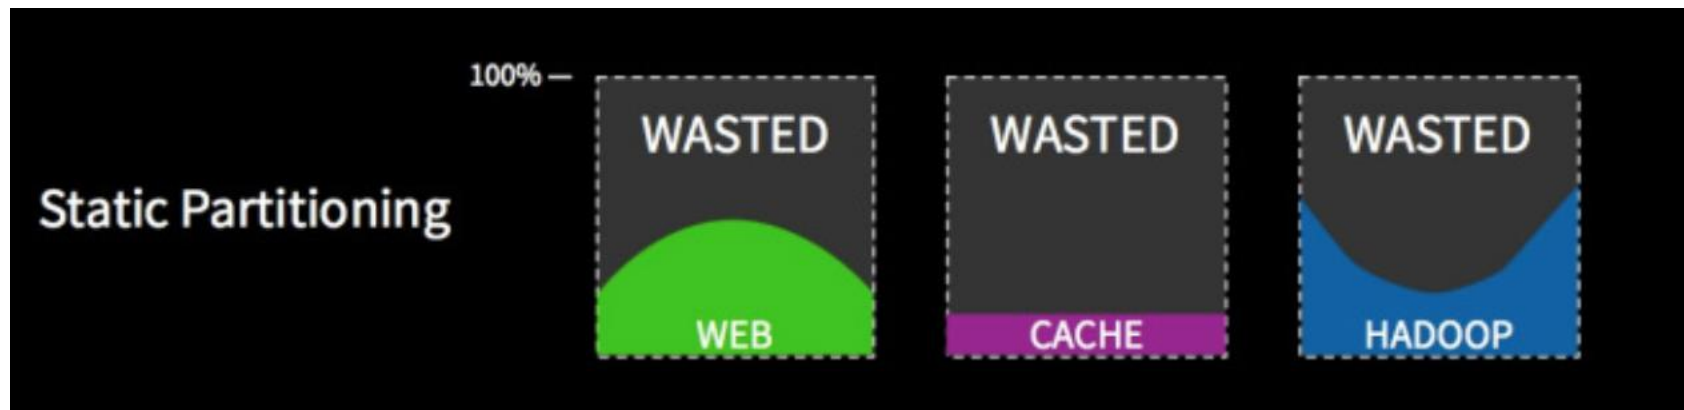 100%
WASTED
WASTED
WASTED
Static Partitioning
WEB
CACHE
HADOOP